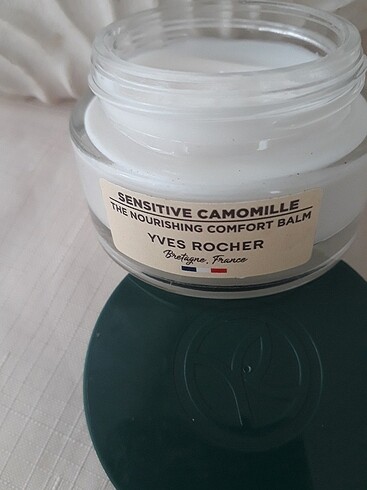 SENSITIVE CAMOMILLE
THE NOURISHING COMFORT BALM
YVES ROCHER
Bretagne, France